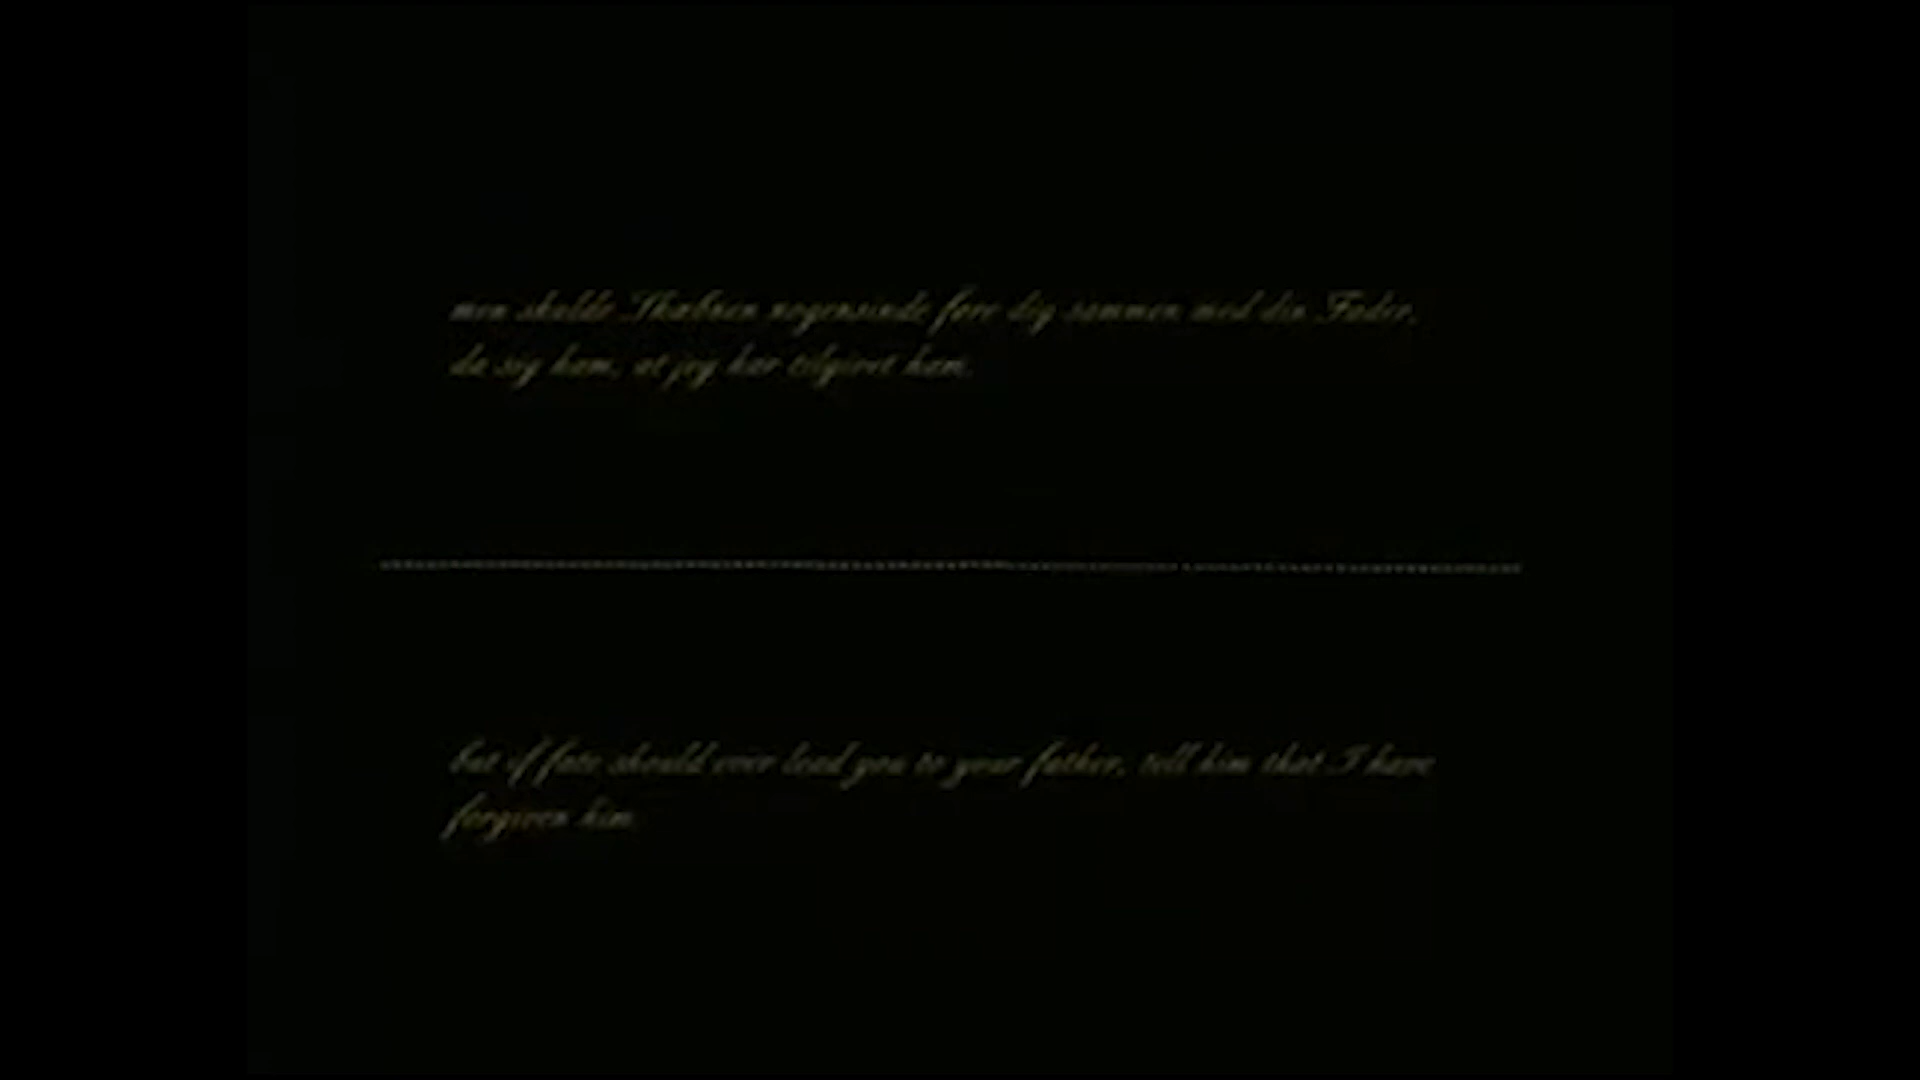 men skulde Skæbnen nogensinde føre dig sammen med din Fader,
da sig ham, at jeg har tilgivet ham.
but if fate should ever lead you to your father, tell him that I have
forgiven him.